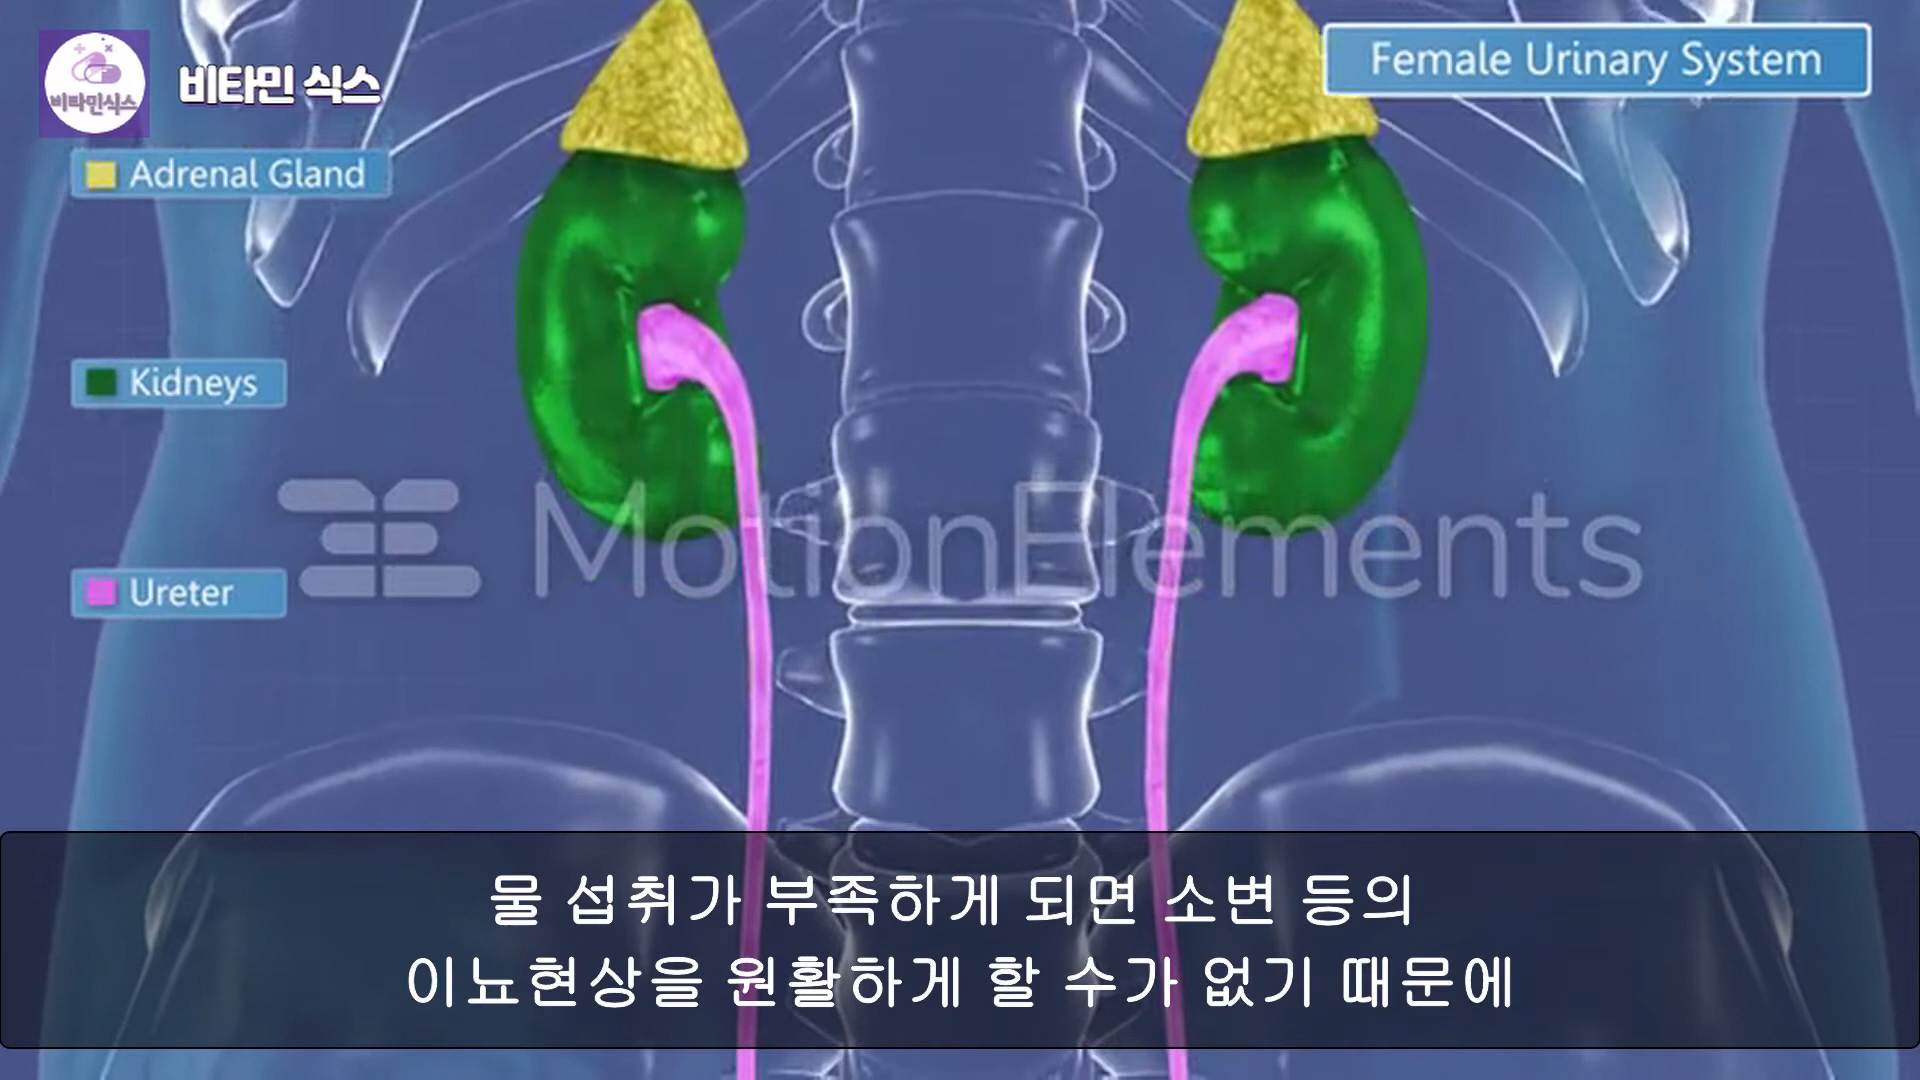 비타민식스
비타민 식스
Female Urinary System
Adrenal Gland
Kidneys
Ureter
MotionElements
물 섭취가 부족하게 되면 소변 등의
이뇨현상을 원활하게 할 수가 없기 때문에